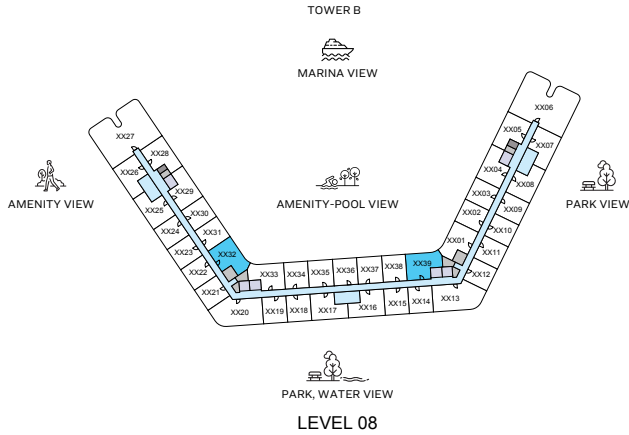 TOWER B
MARINA VIEW
XX06
XX27
XX28
XX05
XX07
XX26
XX04
XX08
XX25
XX29
XX03
XX09
AMENITY VIEW
AMENITY-POOL VIEW
PARK VIEW
XX24
XX30
XX02
XX10
XX23
XX31
XX01
XX11
XX22
XX32
XX33
XX34
XX35
XX36
XX37
XX38
XX39
XX12
XX21
XX20
XX19
XX18
XX17
XX16
XX15
XX14
XX13
PARK, WATER VIEW
LEVEL 08